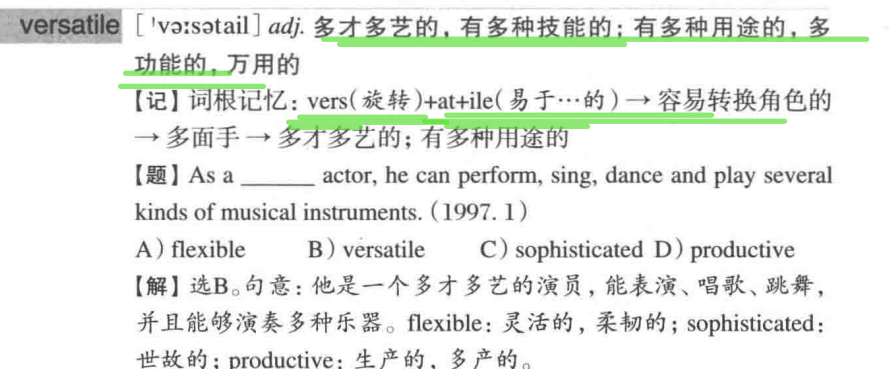 versatile [ˈvəːsətail] adj. 多才多艺的，有多种技能的；有多种用途的，多
功能的，万用的
【记】词根记忆：vers(旋转)+at+ile(易于…的)→容易转换角色的
→多面手→多才多艺的；有多种用途的
【题】As a ______ actor, he can perform, sing, dance and play several
kinds of musical instruments. (1997. 1)
A) flexible B) versatile C) sophisticated D) productive
【解】选B。句意：他是一个多才多艺的演员，能表演、唱歌、跳舞，
并且能够演奏多种乐器。flexible：灵活的，柔韧的；sophisticated：
世故的；productive：生产的，多产的。